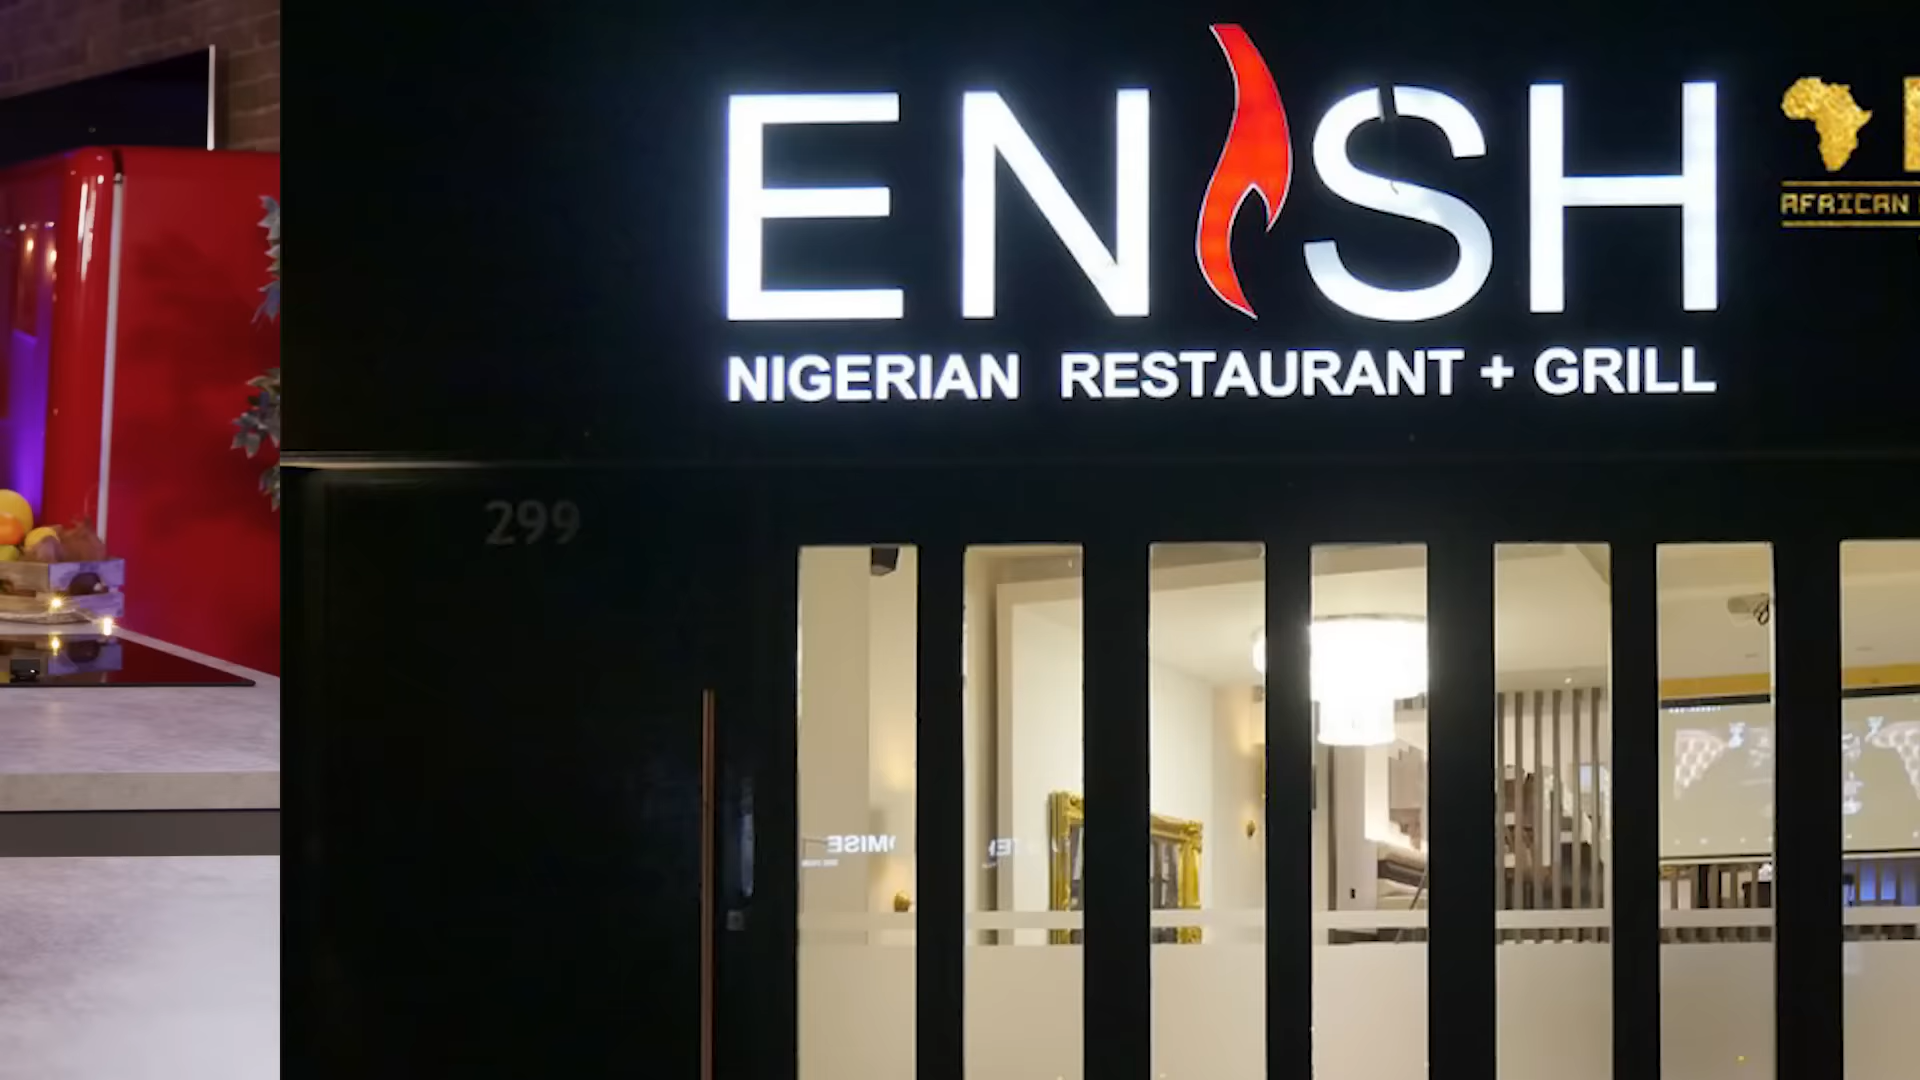 ENISH
NIGERIAN RESTAURANT + GRILL
AFRICAN
299